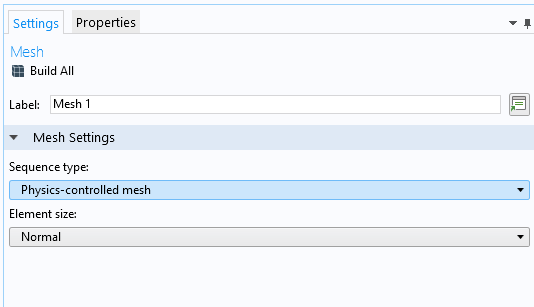 Settings Properties
Mesh
Build All
Label: Mesh 1
Mesh Settings
Sequence type:
Physics-controlled mesh
Element size:
Normal